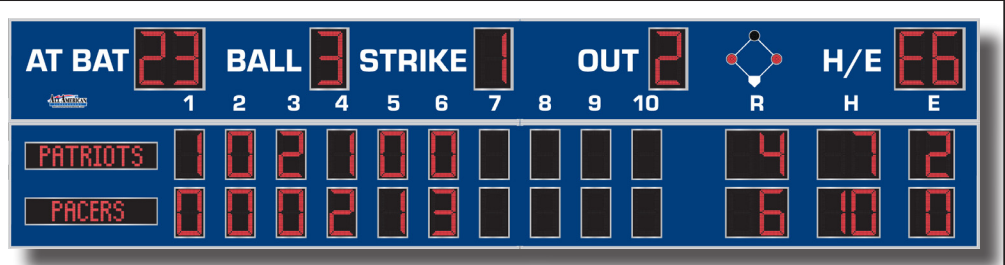 AT BAT 23 BALL 3 STRIKE 1 OUT 2 H/E E6
All American
1 2 3 4 5 6 7 8 9 10 R H E
PATRIOTS 1 0 2 1 0 0 4 7 2
PACERS 0 0 0 2 1 3 6 10 0